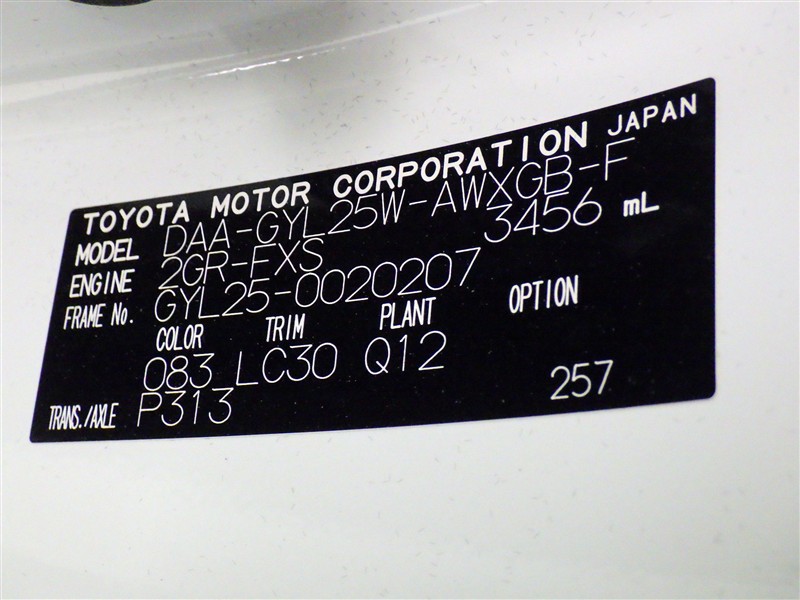 TOYOTA MOTOR CORPORATION JAPAN
MODEL DAA-GYL25W-AWXGB-F
ENGINE 2GR-FXS 3456 mL
FRAME No. GYL25-0020207
COLOR TRIM PLANT OPTION
083 LC30 Q12
TRANS./AXLE P313 257